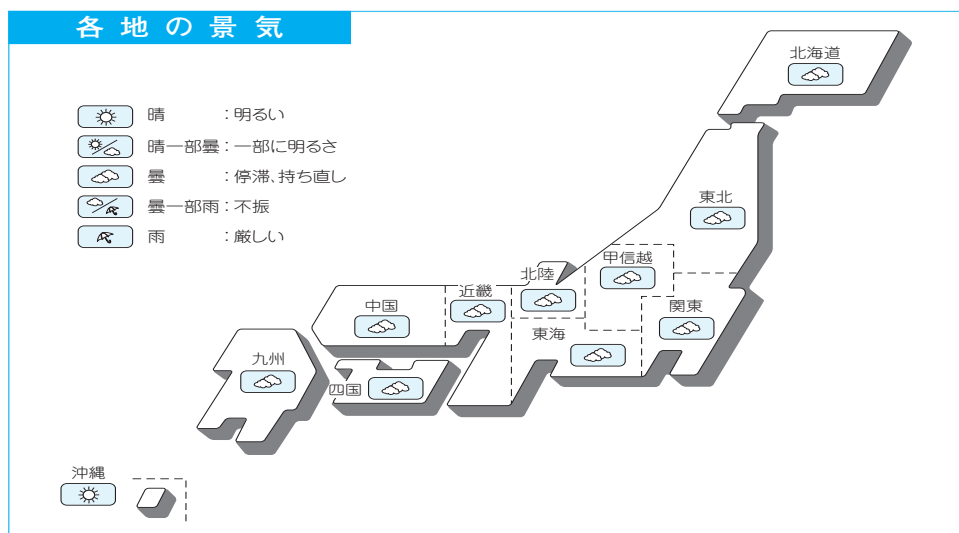 各地の景気
晴　：明るい
晴一部曇：一部に明るさ
曇　：停滞、持ち直し
曇一部雨：不振
雨　：厳しい
北海道
東北
甲信越
北陸
近畿
中国
関東
東海
九州
四国
沖縄